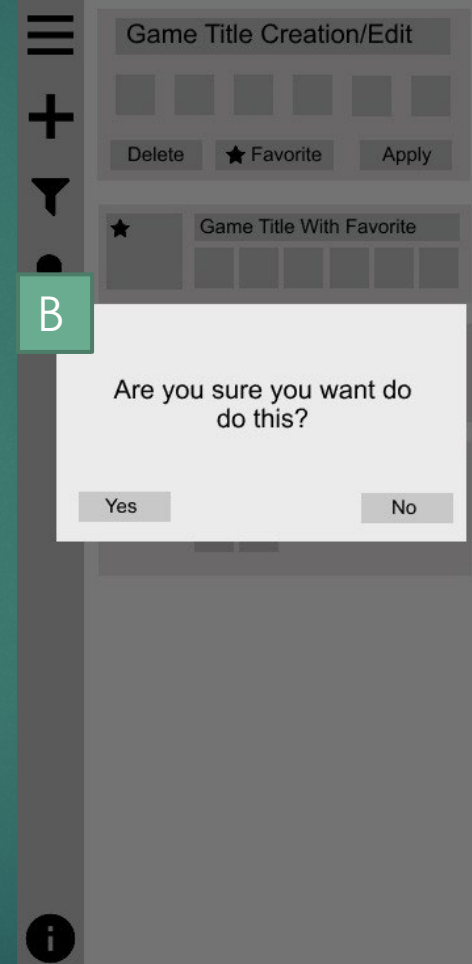 Game Title Creation/Edit
Delete
★ Favorite
Apply
★
Game Title With Favorite
B
Are you sure you want do
do this?
Yes
No
i